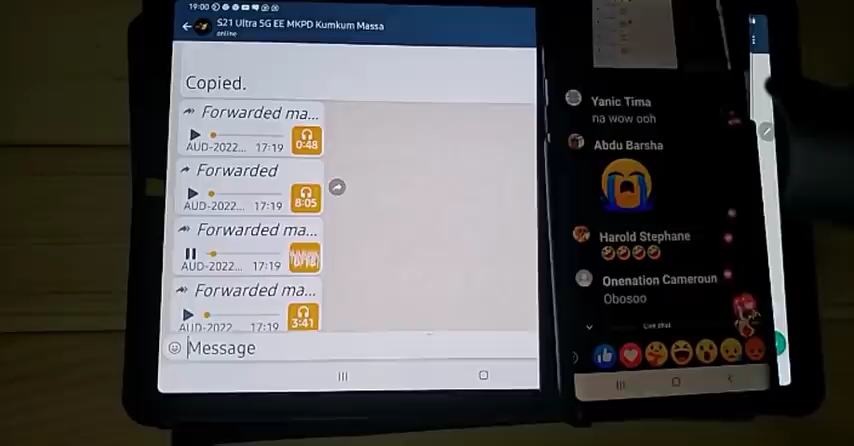 19:00
S21 Ultra 5G EE MKPD Kumkum Massa
online
Copied.
Forwarded ma...
0:48
AUD-2022... 17:19
Forwarded
8:05
AUD-2022... 17:19
Forwarded ma...
AUD-2022... 17:19
Forwarded ma...
3:41
AUD-2022 17:19
Message
Yanic Tima
na wow ooh
Abdu Barsha
Harold Stephane
Onenation Cameroun
Obosoo
Live chat